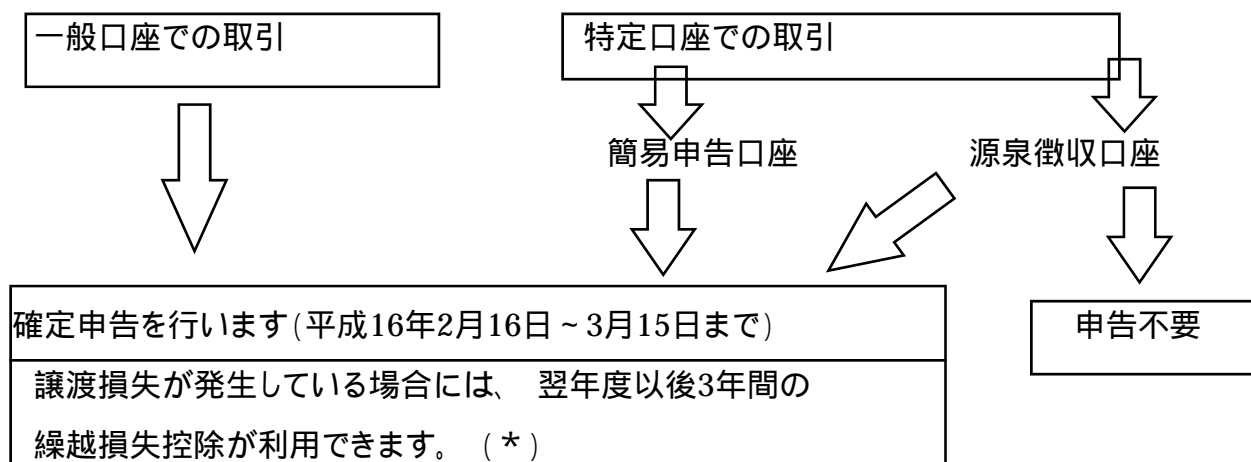 一般口座での取引
特定口座での取引
簡易申告口座
源泉徴収口座
確定申告を行います(平成16年2月16日~3月15日まで)
申告不要
譲渡損失が発生している場合には、 翌年度以後3年間の
繰越損失控除が利用できます。 (*)